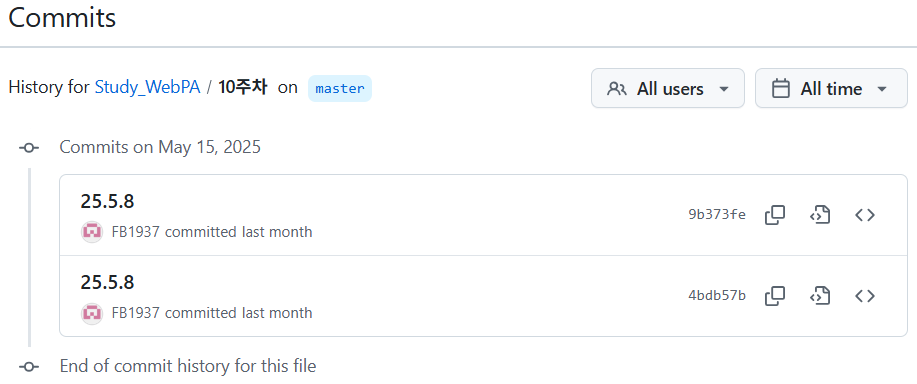 Commits
History for Study_WebPA / 10주차 on master
All users
All time
Commits on May 15, 2025
25.5.8
9b373fe
FB1937 committed last month
25.5.8
4bdb57b
FB1937 committed last month
End of commit history for this file